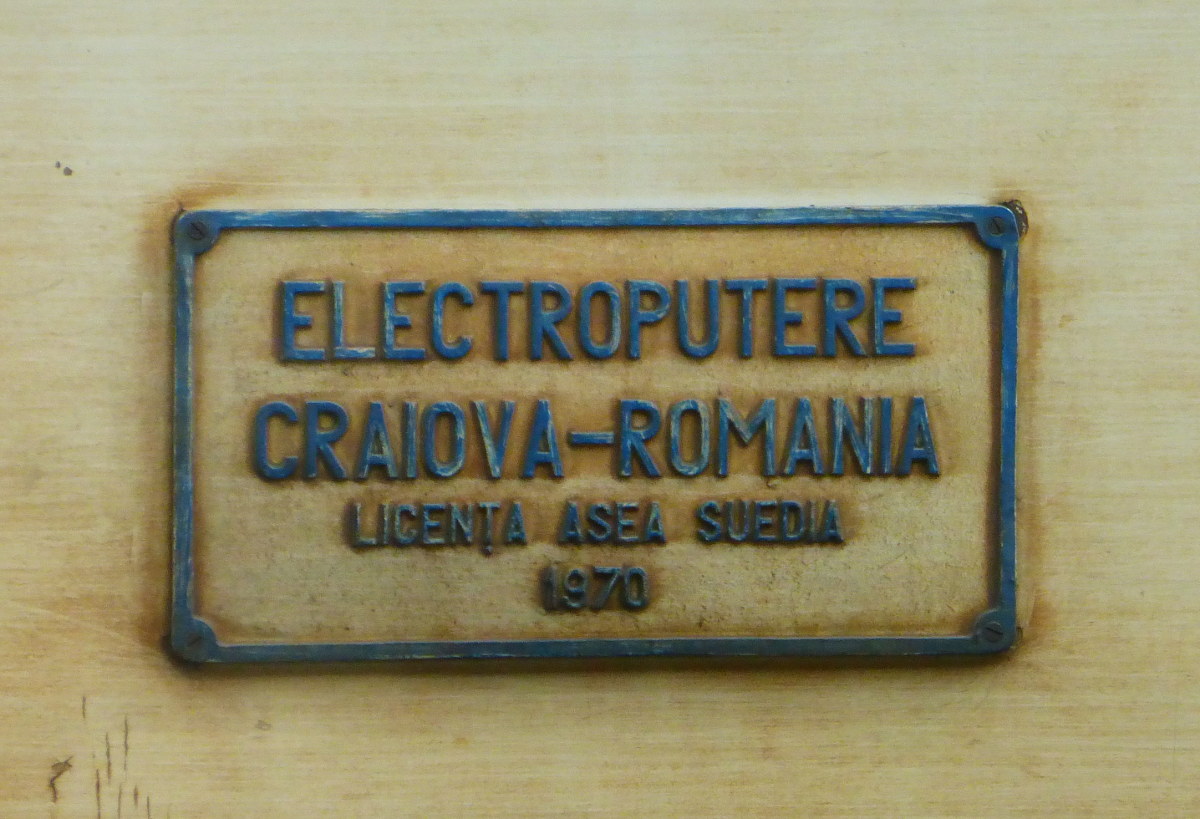 ELECTROPUTERE
CRAIOVA-ROMANIA
LICENȚA ASEA SUEDIA
1970